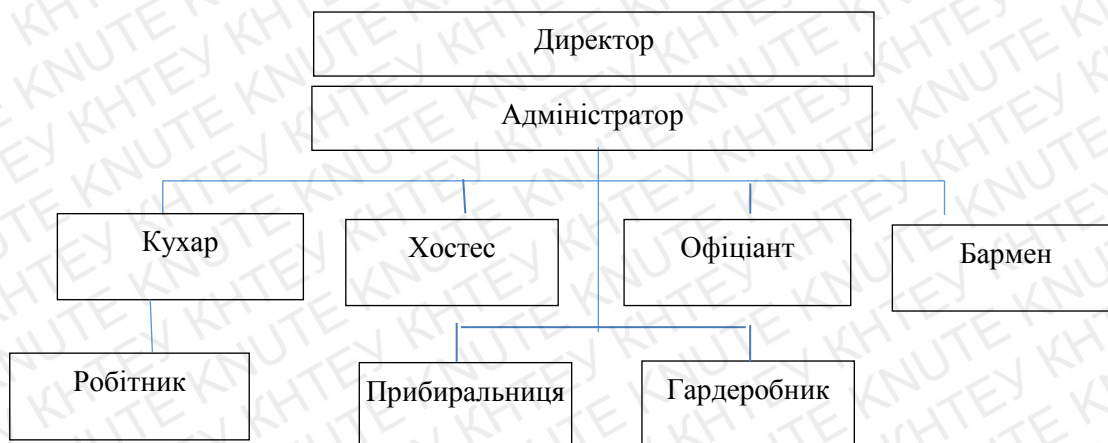 Директор
Адміністратор
Кухар
Хостес
Офіціант
Бармен
Робітник
Прибиральниця
Гардеробник